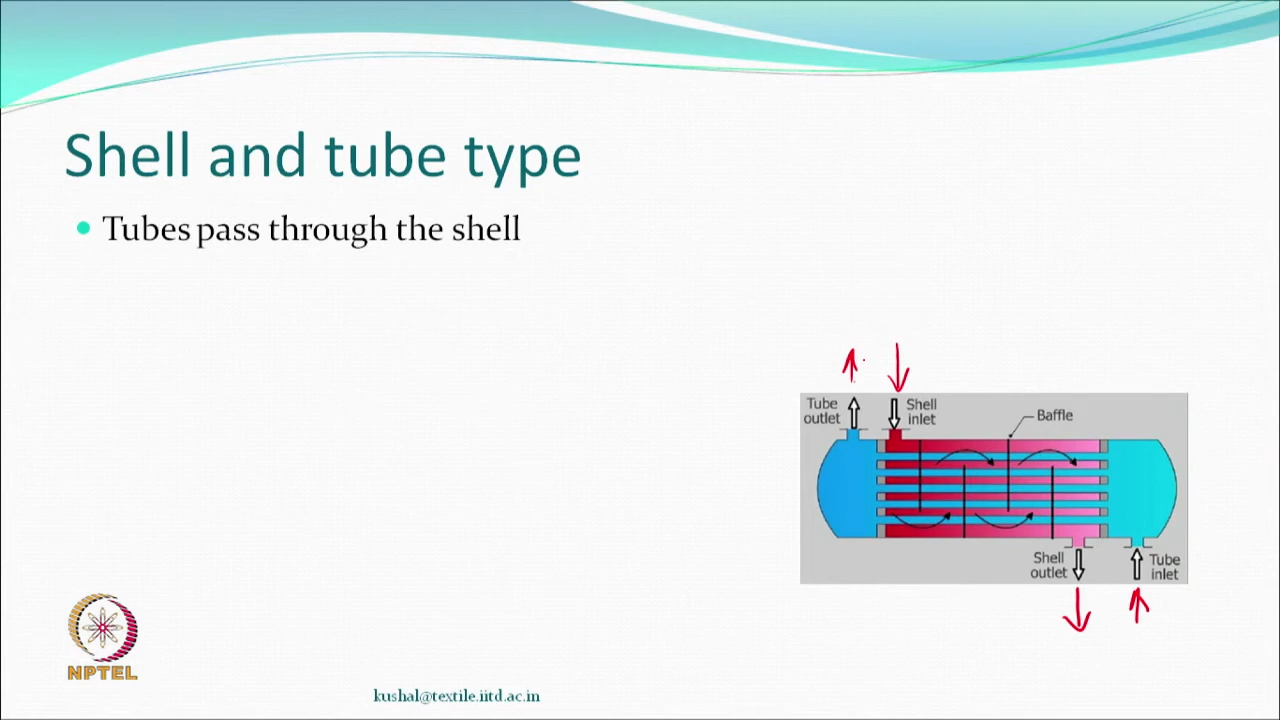 Shell and tube type
Tubes pass through the shell
Tube
outlet
Shell
inlet
Baffle
Shell
outlet
Tube
inlet
NPTEL
kushal@textile.iitd.ac.in